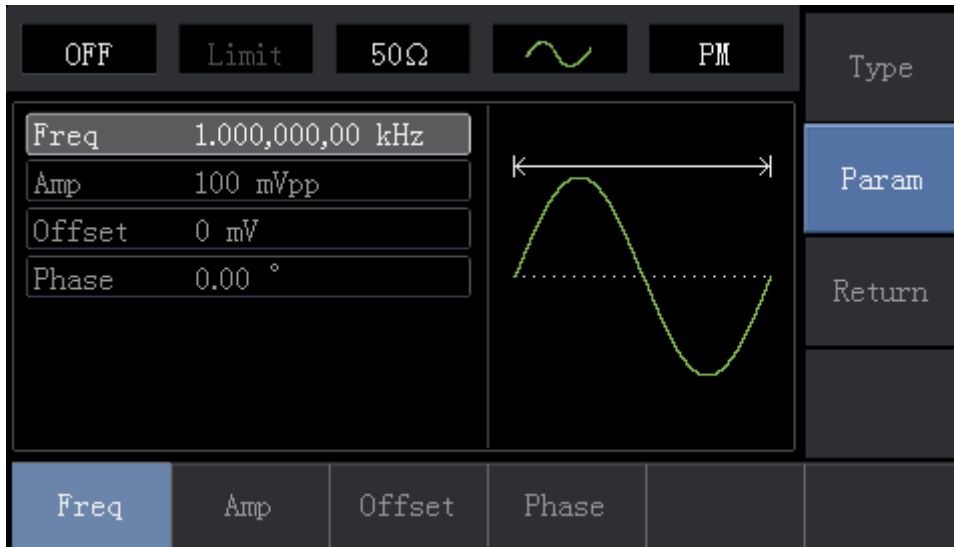 OFF Limit 50Ω PM
Type
Freq 1.000,000,00 kHz
Amp 100 mVpp
Offset 0 mV
Phase 0.00 °
Param
Return
Freq Amp Offset Phase